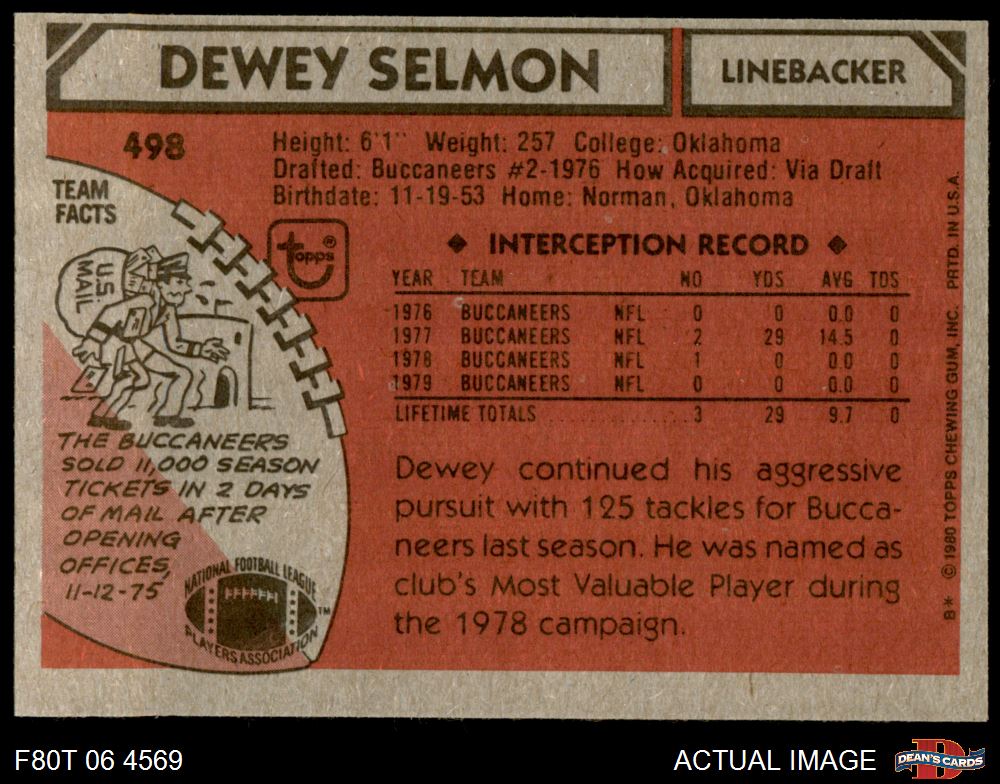 DEWEY SELMON
LINEBACKER
498
Height: 6'1" Weight: 257 College: Oklahoma
Drafted: Buccaneers #2-1976 How Acquired: Via Draft
Birthdate: 11-19-53 Home: Norman, Oklahoma
TEAM
FACTS
U.S.
MAIL
topps®
◆ INTERCEPTION RECORD ◆
YEAR TEAM NO YDS AVG TDS
1976 BUCCANEERS NFL 0 0 0.0 0
1977 BUCCANEERS NFL 2 29 14.5 0
1978 BUCCANEERS NFL 1 0 0.0 0
1979 BUCCANEERS NFL 0 0 0.0 0
LIFETIME TOTALS 3 29 9.7 0
THE BUCCANEERS
SOLD 11,000 SEASON
TICKETS IN 2 DAYS
OF MAIL AFTER
OPENING
OFFICES,
11-12-75
NATIONAL FOOTBALL LEAGUE
PLAYERS ASSOCIATION
TM
Dewey continued his aggressive
pursuit with 125 tackles for Bucca-
neers last season. He was named as
club's Most Valuable Player during
the 1978 campaign.
B* © 1980 TOPPS CHEWING GUM, INC. PRTD. IN U.S.A.
F80T 06 4569
ACTUAL IMAGE
D
DEAN'S CARDS